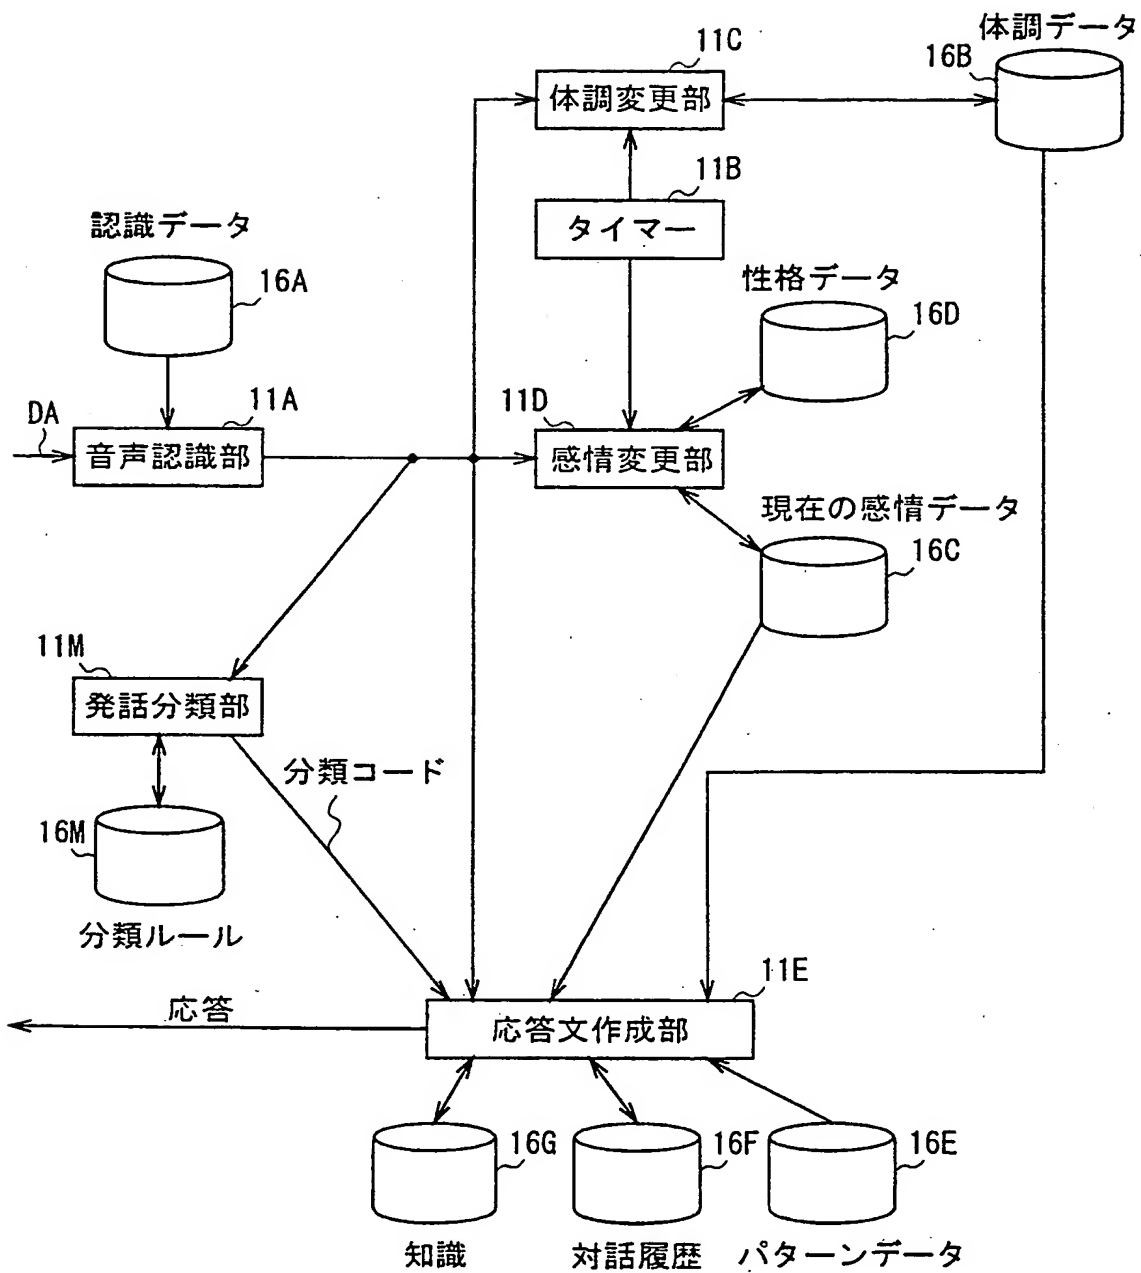 体調データ
11C
16B
体調変更部
11B
タイマー
認識データ
16A
性格データ
16D
11A
11D
DA
音声認識部
感情変更部
現在の感情データ
16C
11M
発話分類部
分類コード
16M
分類ルール
11E
応答
応答文作成部
16G
16F
16E
知識
対話履歴
パターンデータ